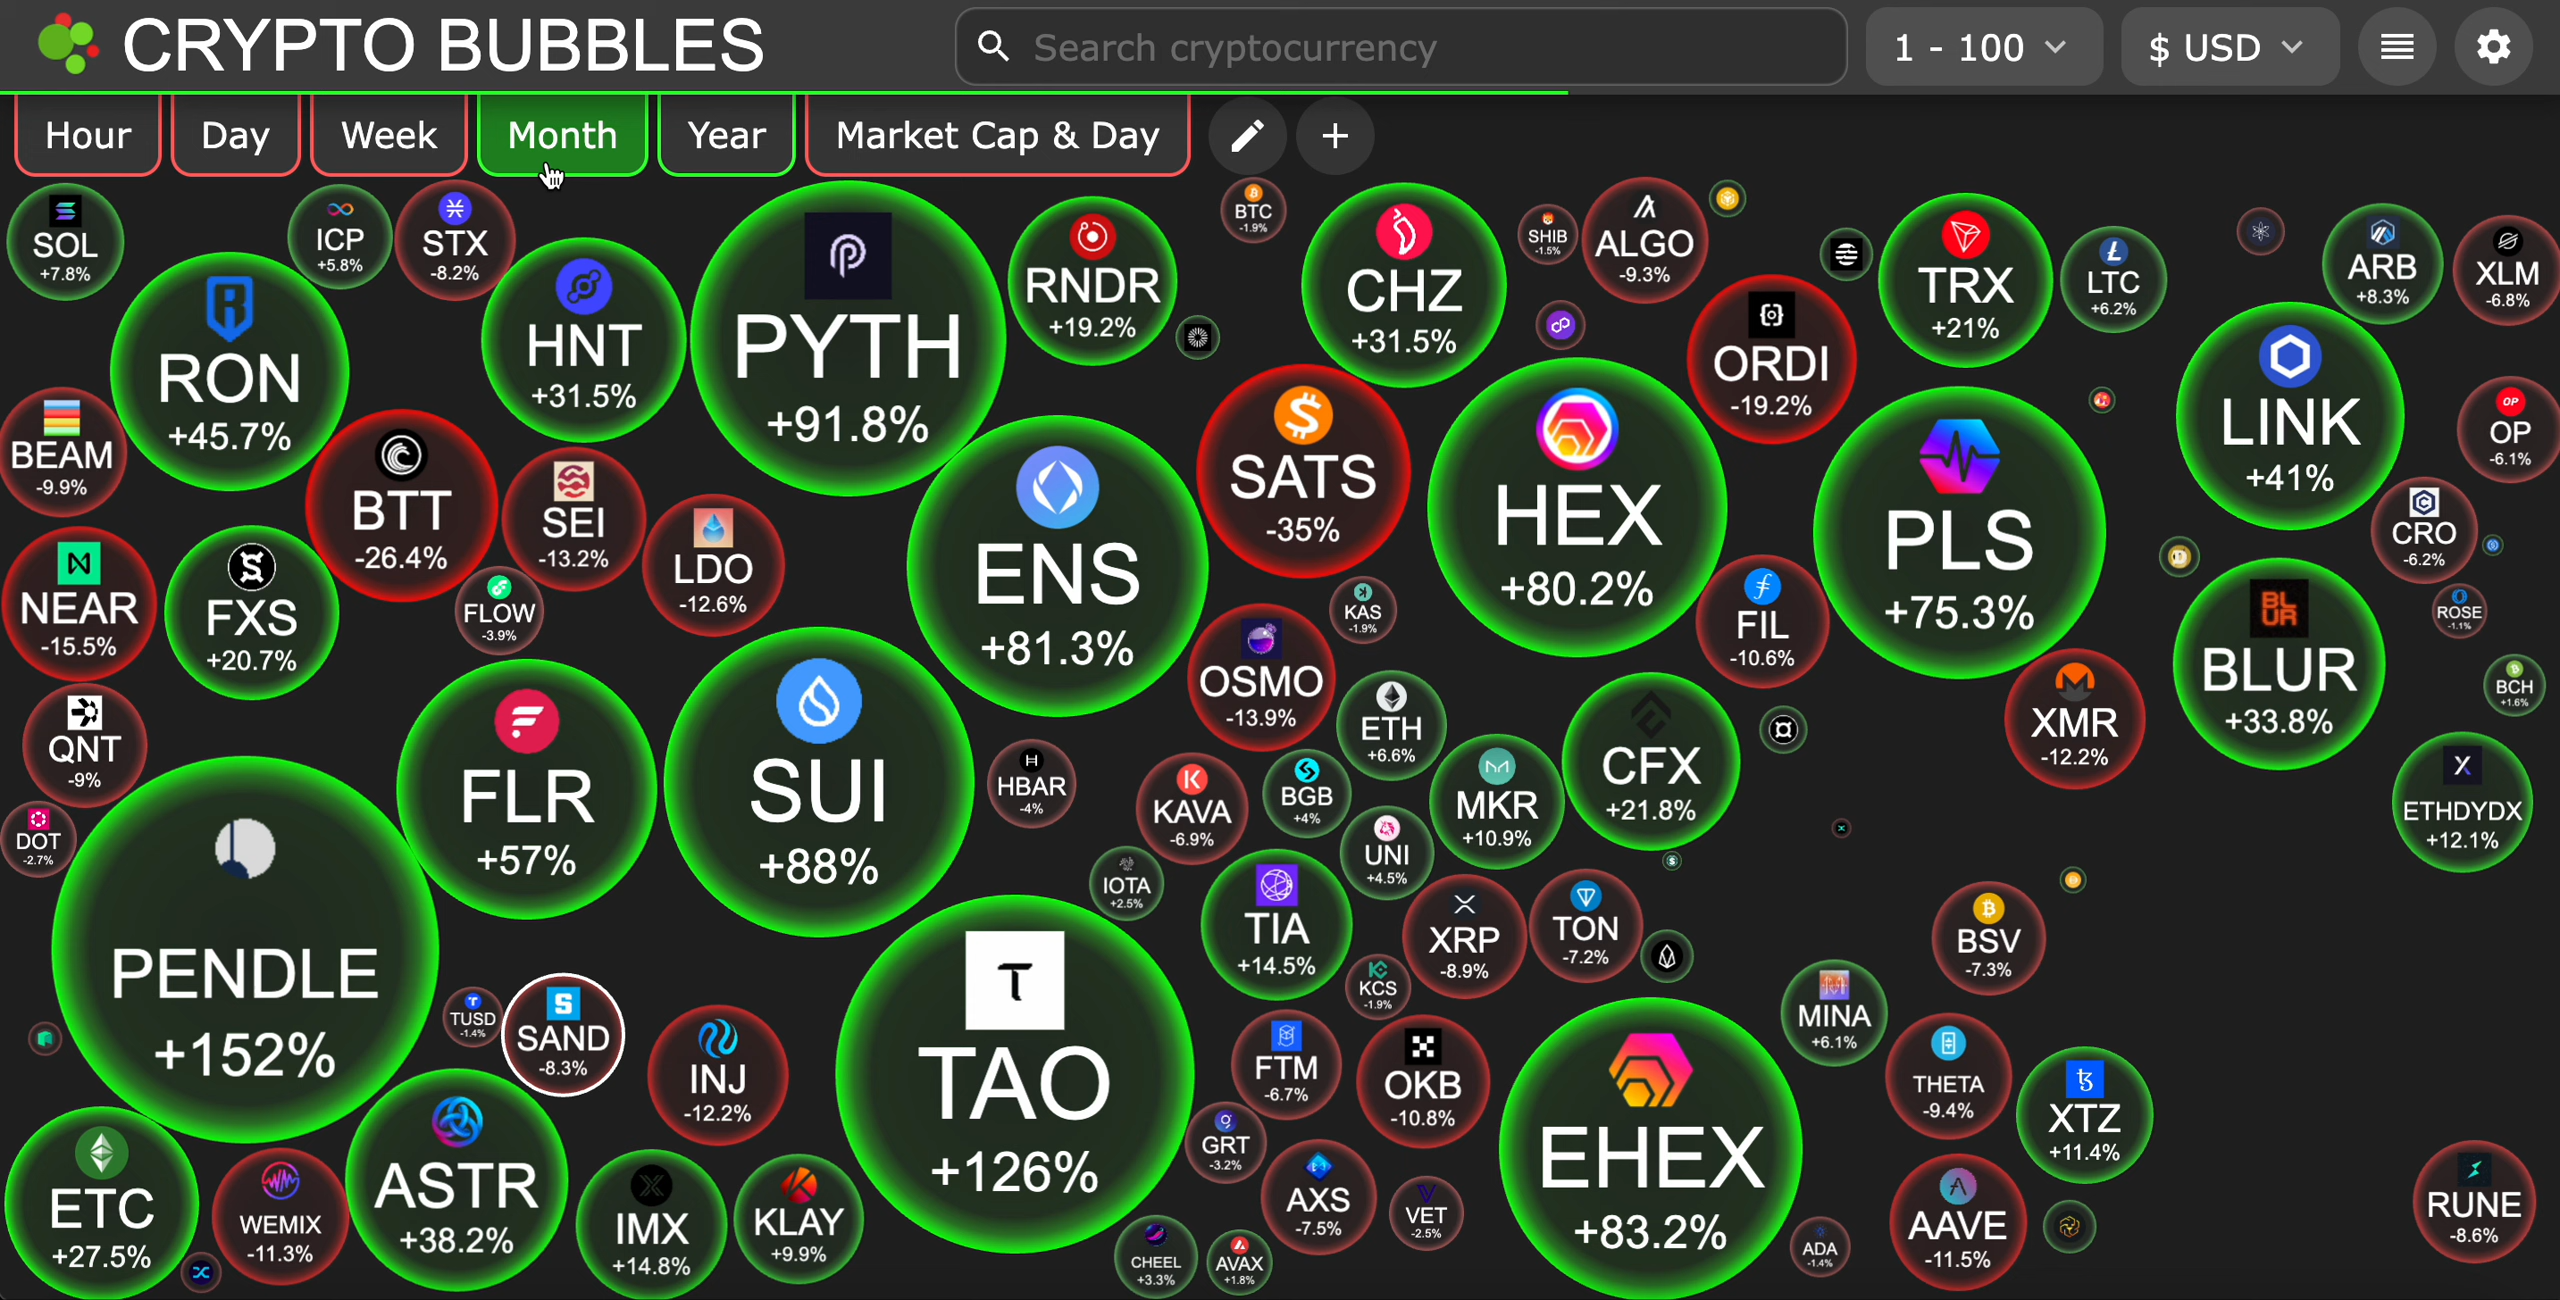 CRYPTO BUBBLES
Search cryptocurrency
1 - 100
$ USD
Hour
Day
Week
Month
Year
Market Cap & Day
SOL
+7.8%
ICP
+5.8%
STX
-8.2%
RON
+45.7%
HNT
+31.5%
PYTH
+91.8%
RNDR
+19.2%
BTC
-1.9%
CHZ
+31.5%
SHIB
-1.5%
ALGO
-9.3%
ORDI
-19.2%
TRX
+21%
LTC
+6.2%
ARB
+8.3%
XLM
-6.8%
LINK
+41%
OP
OP
-6.1%
BEAM
-9.9%
BTT
-26.4%
SEI
-13.2%
LDO
-12.6%
ENS
+81.3%
SATS
-35%
HEX
+80.2%
PLS
+75.3%
CRO
-6.2%
NEAR
-15.5%
FXS
+20.7%
FLOW
-3.9%
KAS
-1.9%
FIL
-10.6%
BLUR
BLUR
+33.8%
ROSE
-1.1%
BCH
+1.6%
QNT
-9%
FLR
+57%
SUI
+88%
OSMO
-13.9%
ETH
+6.6%
CFX
+21.8%
XMR
-12.2%
ETHDYDX
+12.1%
DOT
-2.7%
PENDLE
+152%
HBAR
-4%
KAVA
-6.9%
BGB
+4%
MKR
+10.9%
UNI
+4.5%
IOTA
+2.5%
TIA
+14.5%
XRP
-8.9%
TON
-7.2%
BSV
-7.3%
KCS
-1.9%
TUSD
-1.4%
SAND
-8.3%
INJ
-12.2%
TAO
+126%
FTM
-6.7%
OKB
-10.8%
EHEX
+83.2%
MINA
+6.1%
THETA
-9.4%
XTZ
+11.4%
ETC
+27.5%
WEMIX
-11.3%
ASTR
+38.2%
IMX
+14.8%
KLAY
+9.9%
GRT
-3.2%
AXS
-7.5%
VET
-2.5%
CHEEL
+3.3%
AVAX
+1.8%
ADA
-1.4%
AAVE
-11.5%
RUNE
-8.6%